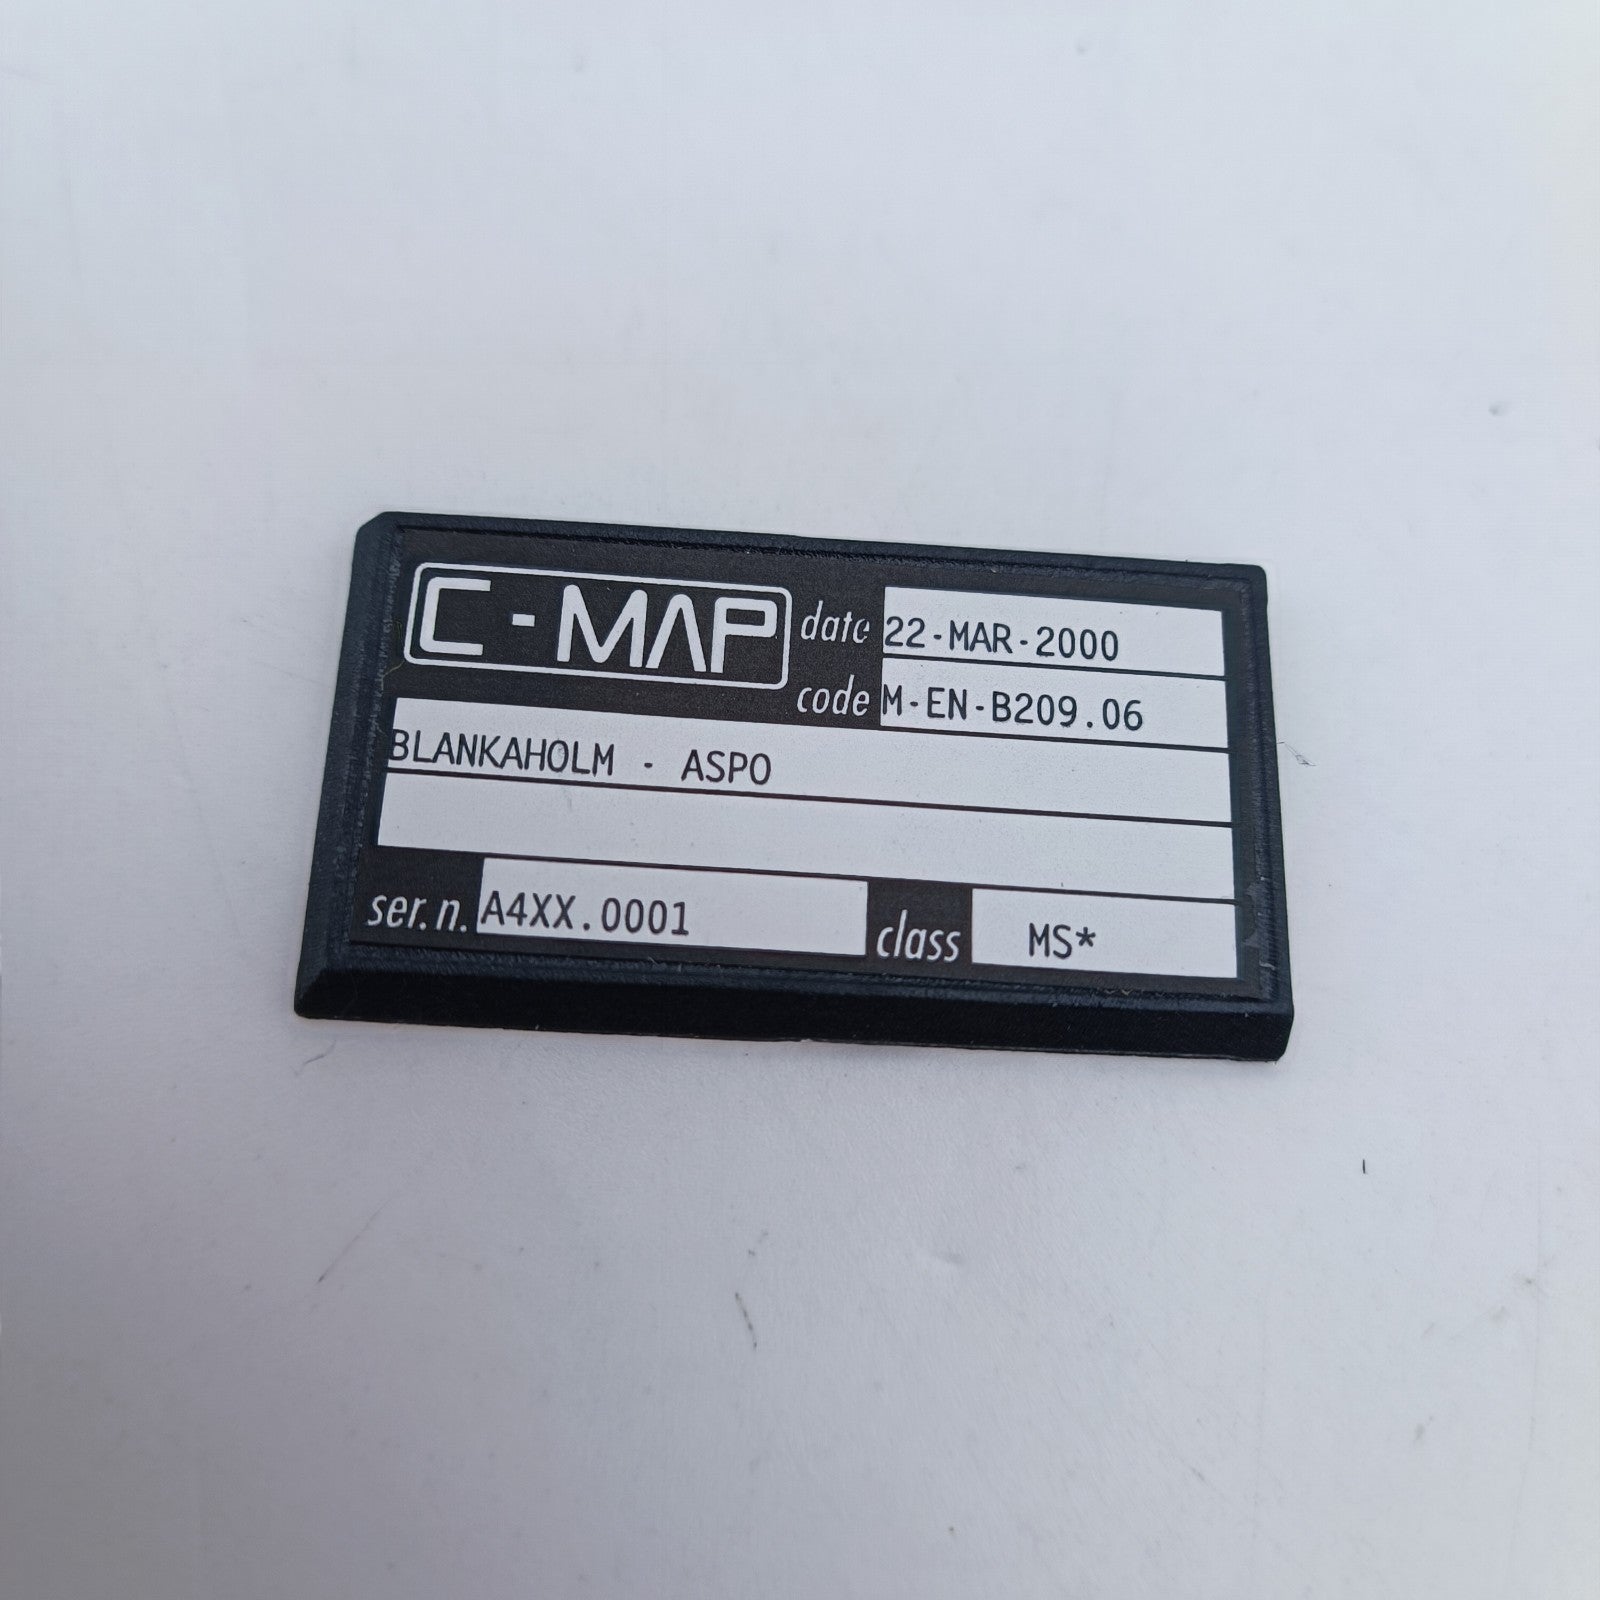 C-MAP date 22-MAR-2000
code M-EN-B209.06
BLANKAHOLM - ASPO
ser.n. A4XX.0001 class MS*